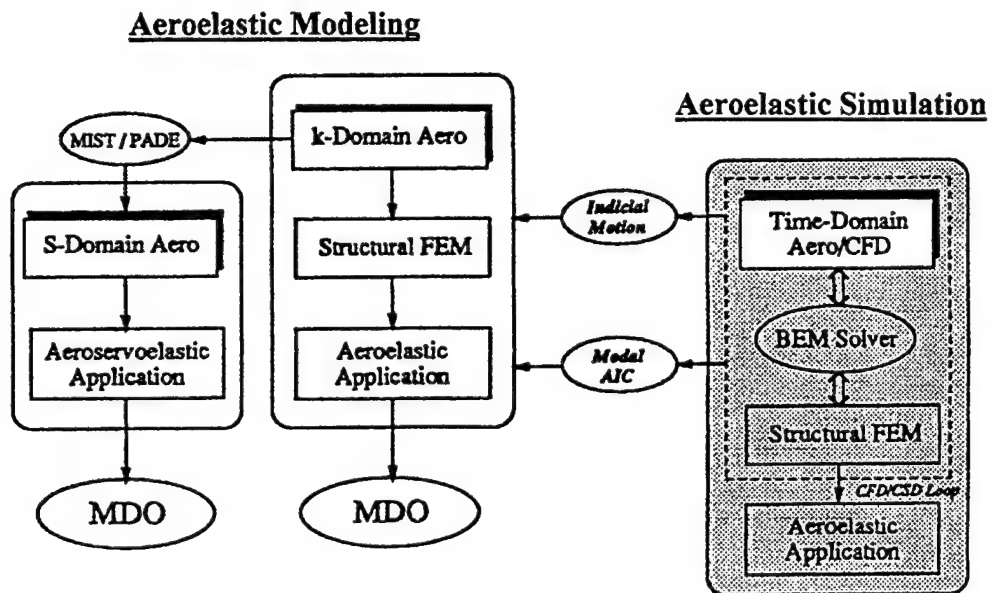 Aeroelastic Modeling
MIST / PADE
S-Domain Aero
Aeroservoelastic
Application
MDO
k-Domain Aero
Structural FEM
Aeroelastic
Application
MDO
Indicial
Motion
Modal
AIC
Aeroelastic Simulation
Time-Domain
Aero/CFD
BEM Solver
Structural FEM
CFD/CSD Loop
Aeroelastic
Application